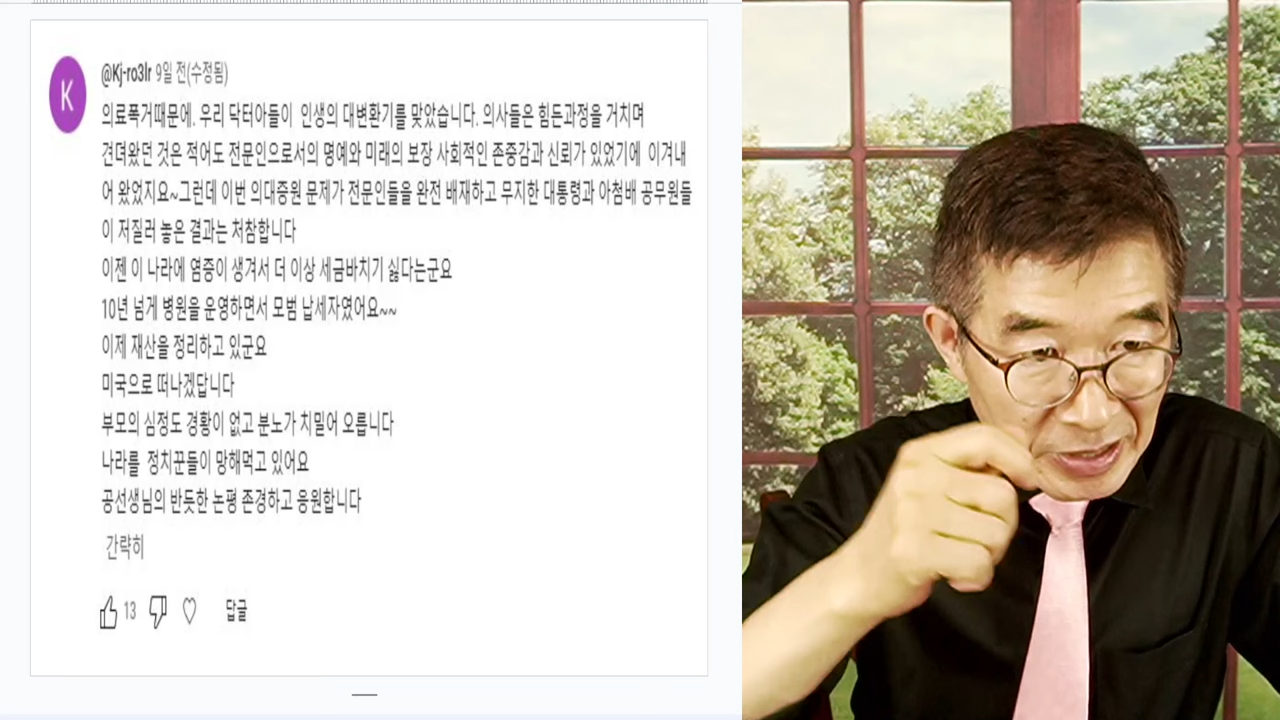 K
@Kj-ro3lr 9일 전(수정됨)
의료폭거때문에. 우리 닥터아들이 인생의 대변환기를 맞았습니다. 의사들은 힘든과정을 거치며
견뎌왔던 것은 적어도 전문인으로서의 명예와 미래의 보장 사회적인 존중감과 신뢰가 있었기에 이겨내
어 왔었지요~그런데 이번 의대증원 문제가 전문인들을 완전 배재하고 무지한 대통령과 아첨배 공무원들
이 저질러 놓은 결과는 처참합니다
이젠 이 나라에 염증이 생겨서 더 이상 세금바치기 싫다는군요
10년 넘게 병원을 운영하면서 모범 납세자였어요~~
이제 재산을 정리하고 있군요
미국으로 떠나겠답니다
부모의 심정도 경황이 없고 분노가 치밀어 오릅니다
나라를 정치꾼들이 망해먹고 있어요
공선생님의 반듯한 논평 존경하고 응원합니다
간략히
13 답글